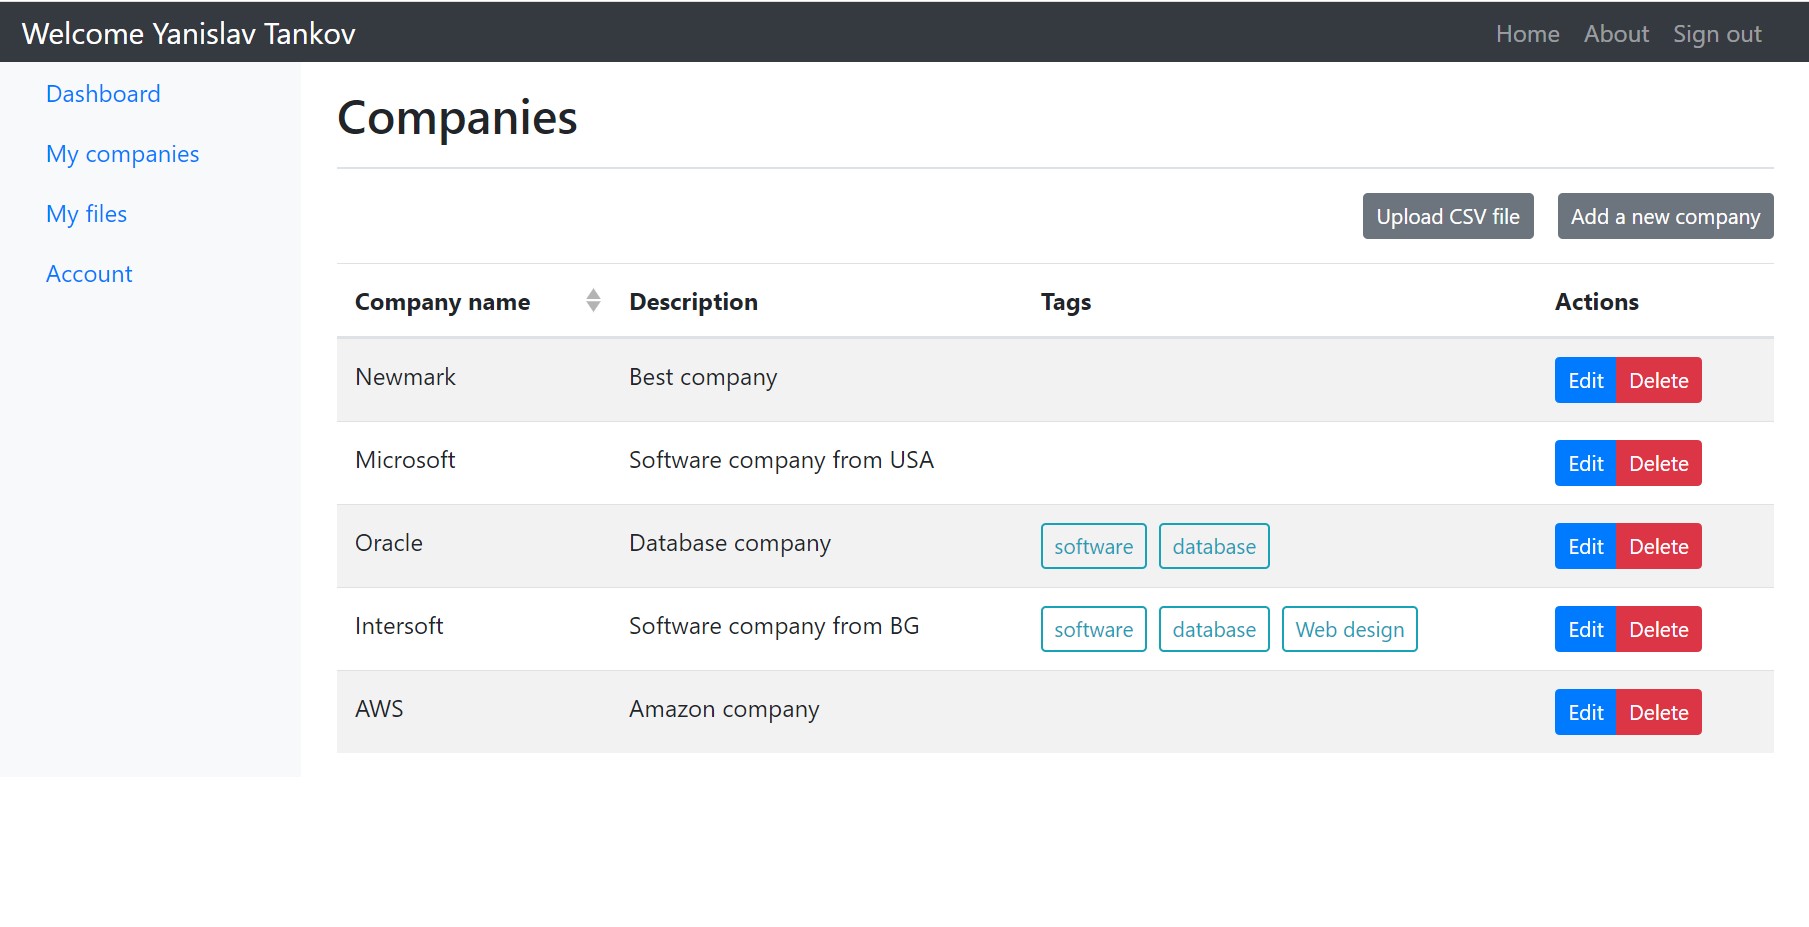 Welcome Yanislav Tankov Home About Sign out
Dashboard
My companies
My files
Account
Companies
Upload CSV file Add a new company
Company name Description Tags Actions
Newmark Best company Edit Delete
Microsoft Software company from USA Edit Delete
Oracle Database company software database Edit Delete
Intersoft Software company from BG software database Web design Edit Delete
AWS Amazon company Edit Delete